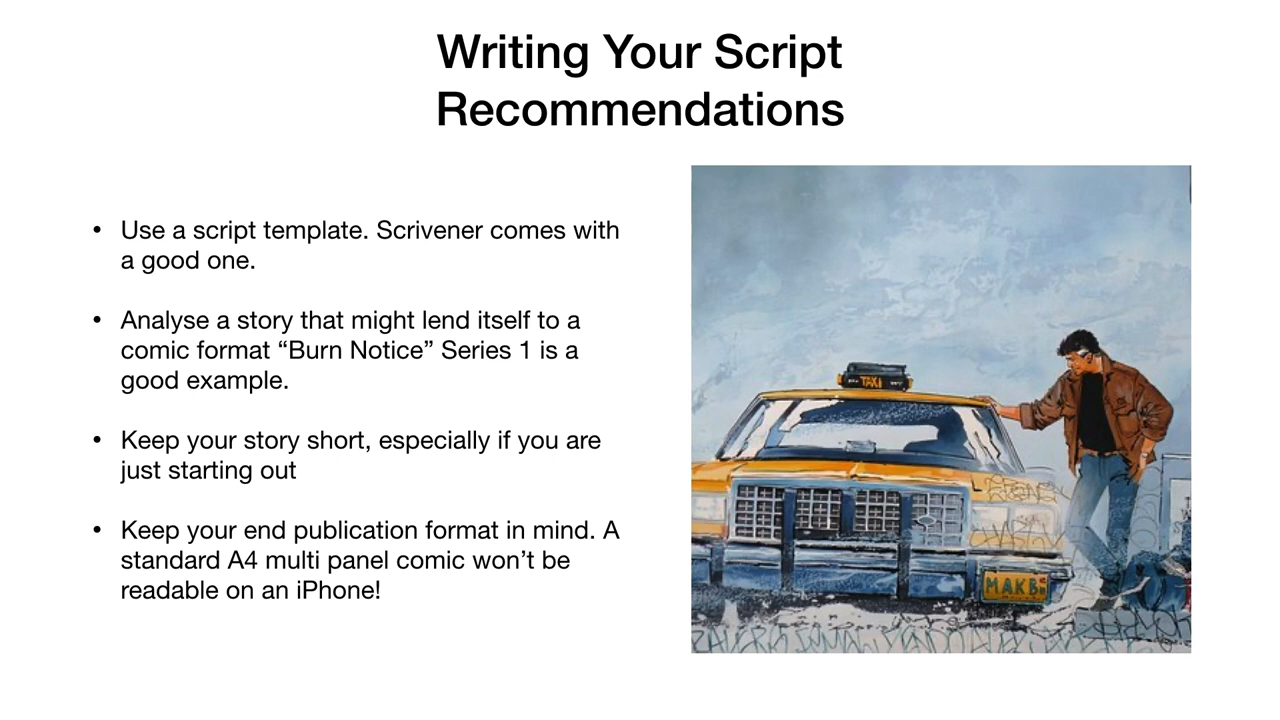 Writing Your Script
Recommendations
• Use a script template. Scrivener comes with
a good one.
• Analyse a story that might lend itself to a
comic format “Burn Notice” Series 1 is a
good example.
• Keep your story short, especially if you are
just starting out
• Keep your end publication format in mind. A
standard A4 multi panel comic won’t be
readable on an iPhone!
TAXI
MAKB